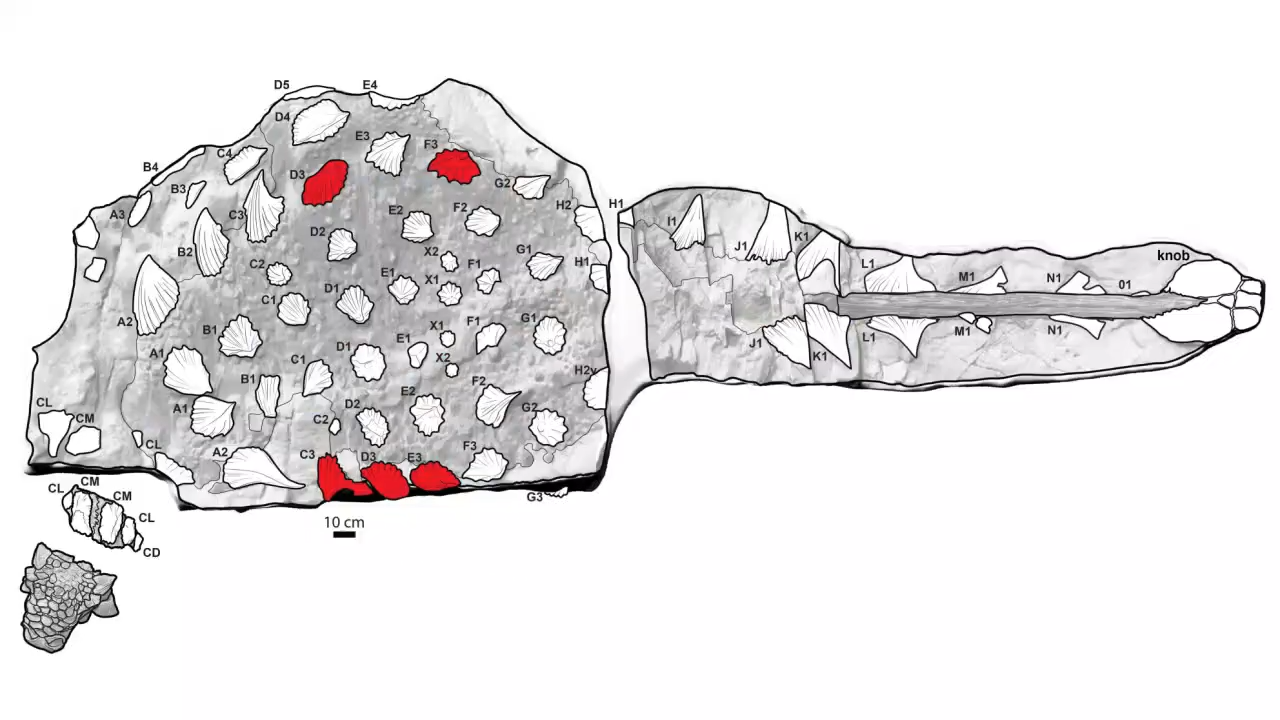 D5
E4
D4
E3
F3
C4
B4
D3
B3
G2
A3
C3
H2
H1
E2
F2
I1
D2
B2
J1
K1
X2
G1
knob
C2
E1
X1
F1
H1
L1
M1
N1
01
C1
D1
A2
B1
X1
F1
G1
A1
C1
D1
E1
X2
J1
K1
L1
M1
N1
B1
H2v
F2
E2
A1
C2
D2
G2
CL
CM
CL
A2
C3
D3
E3
F3
G3
CL
CM
CM
CL
CD
10 cm